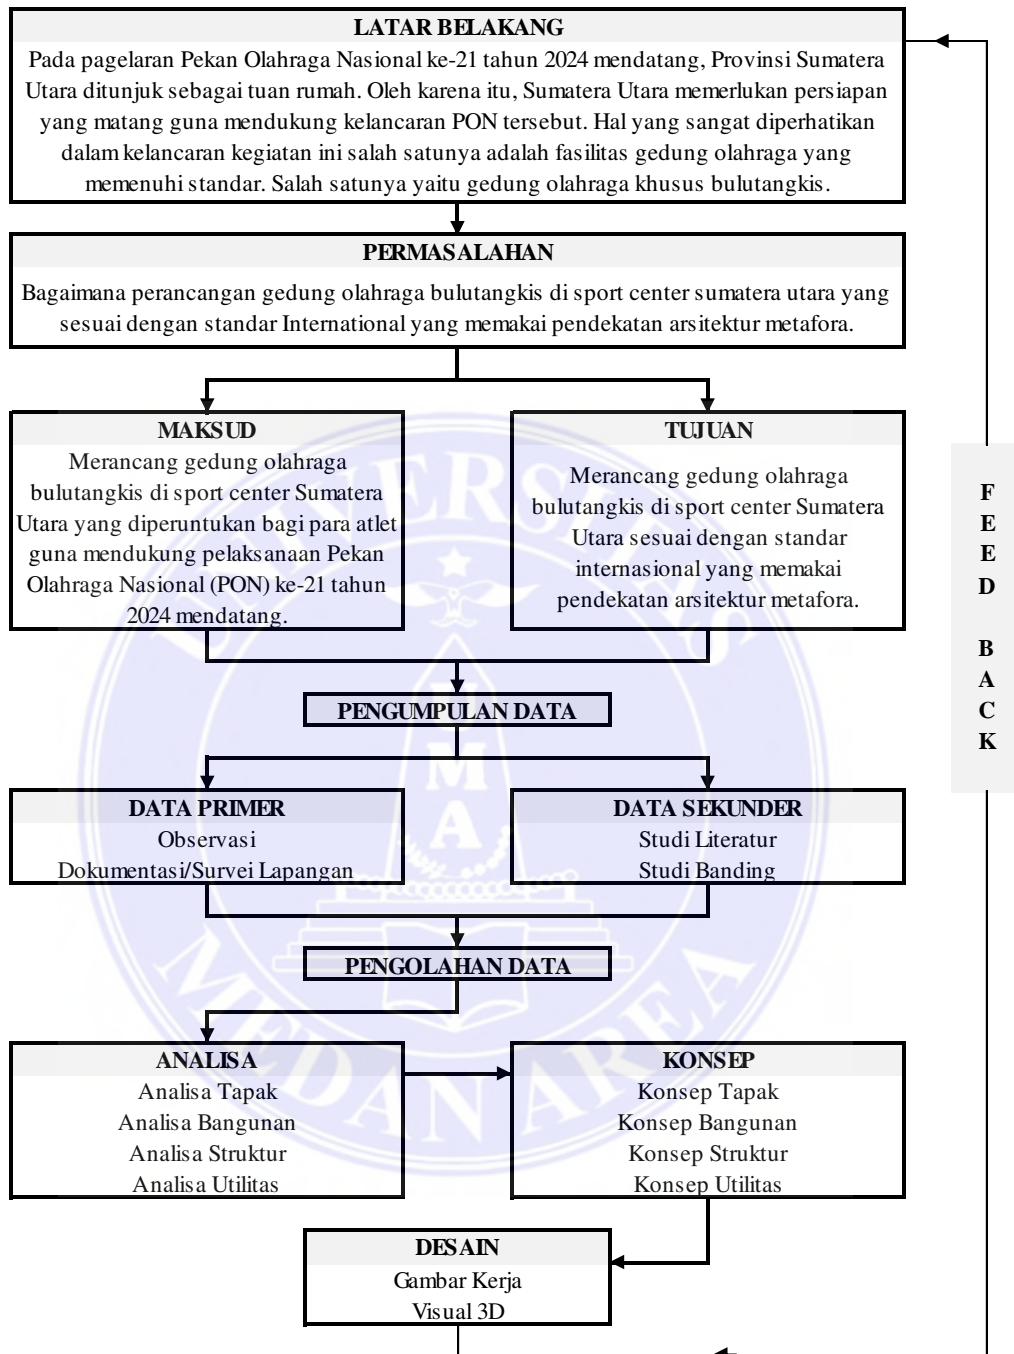 LATAR BELAKANG
Pada pagelaran Pekan Olahraga Nasional ke-21 tahun 2024 mendatang, Provinsi Sumatera
Utara ditunjuk sebagai tuan rumah. Oleh karena itu, Sumatera Utara memerlukan persiapan
yang matang guna mendukung kelancaran PON tersebut. Hal yang sangat diperhatikan
dalam kelancaran kegiatan ini salah satunya adalah fasilitas gedung olahraga yang
memenuhi standar. Salah satunya yaitu gedung olahraga khusus bulutangkis.
PERMASALAHAN
Bagaimana perancangan gedung olahraga bulutangkis di sport center sumatera utara yang
sesuai dengan standar International yang memakai pendekatan arsitektur metafora.
MAKSUD
Merancang gedung olahraga
bulutangkis di sport center Sumatera
Utara yang diperuntukan bagi para atlet
guna mendukung pelaksanaan Pekan
Olahraga Nasional (PON) ke-21 tahun
2024 mendatang.
TUJUAN
Merancang gedung olahraga
bulutangkis di sport center Sumatera
Utara sesuai dengan standar
internasional yang memakai
pendekatan arsitektur metafora.
PENGUMPULAN DATA
DATA PRIMER
Observasi
Dokumentasi/Survei Lapangan
DATA SEKUNDER
Studi Literatur
Studi Banding
PENGOLAHAN DATA
ANALISA
Analisa Tapak
Analisa Bangunan
Analisa Struktur
Analisa Utilitas
KONSEP
Konsep Tapak
Konsep Bangunan
Konsep Struktur
Konsep Utilitas
DESAIN
Gambar Kerja
Visual 3D
FEED BACK
UNIVERSITAS
UMA
MEDAN AREA